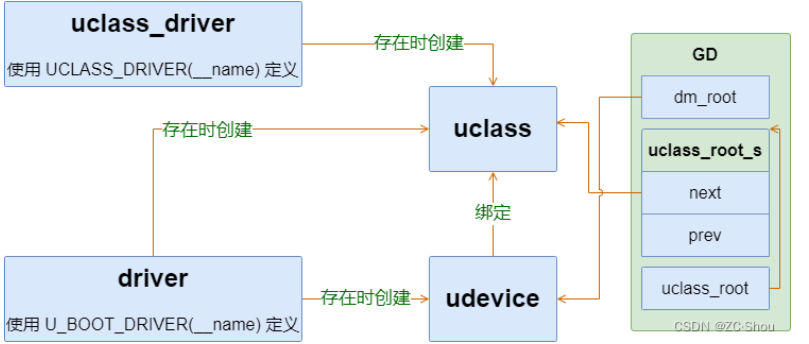 uclass_driver
使用 UCLASS_DRIVER(__name) 定义
存在时创建
GD
dm_root
uclass
存在时创建
uclass_root_s
next
绑定
prev
driver
使用 U_BOOT_DRIVER(__name) 定义
存在时创建
udevice
uclass_root
CSDN @ZC·Shou